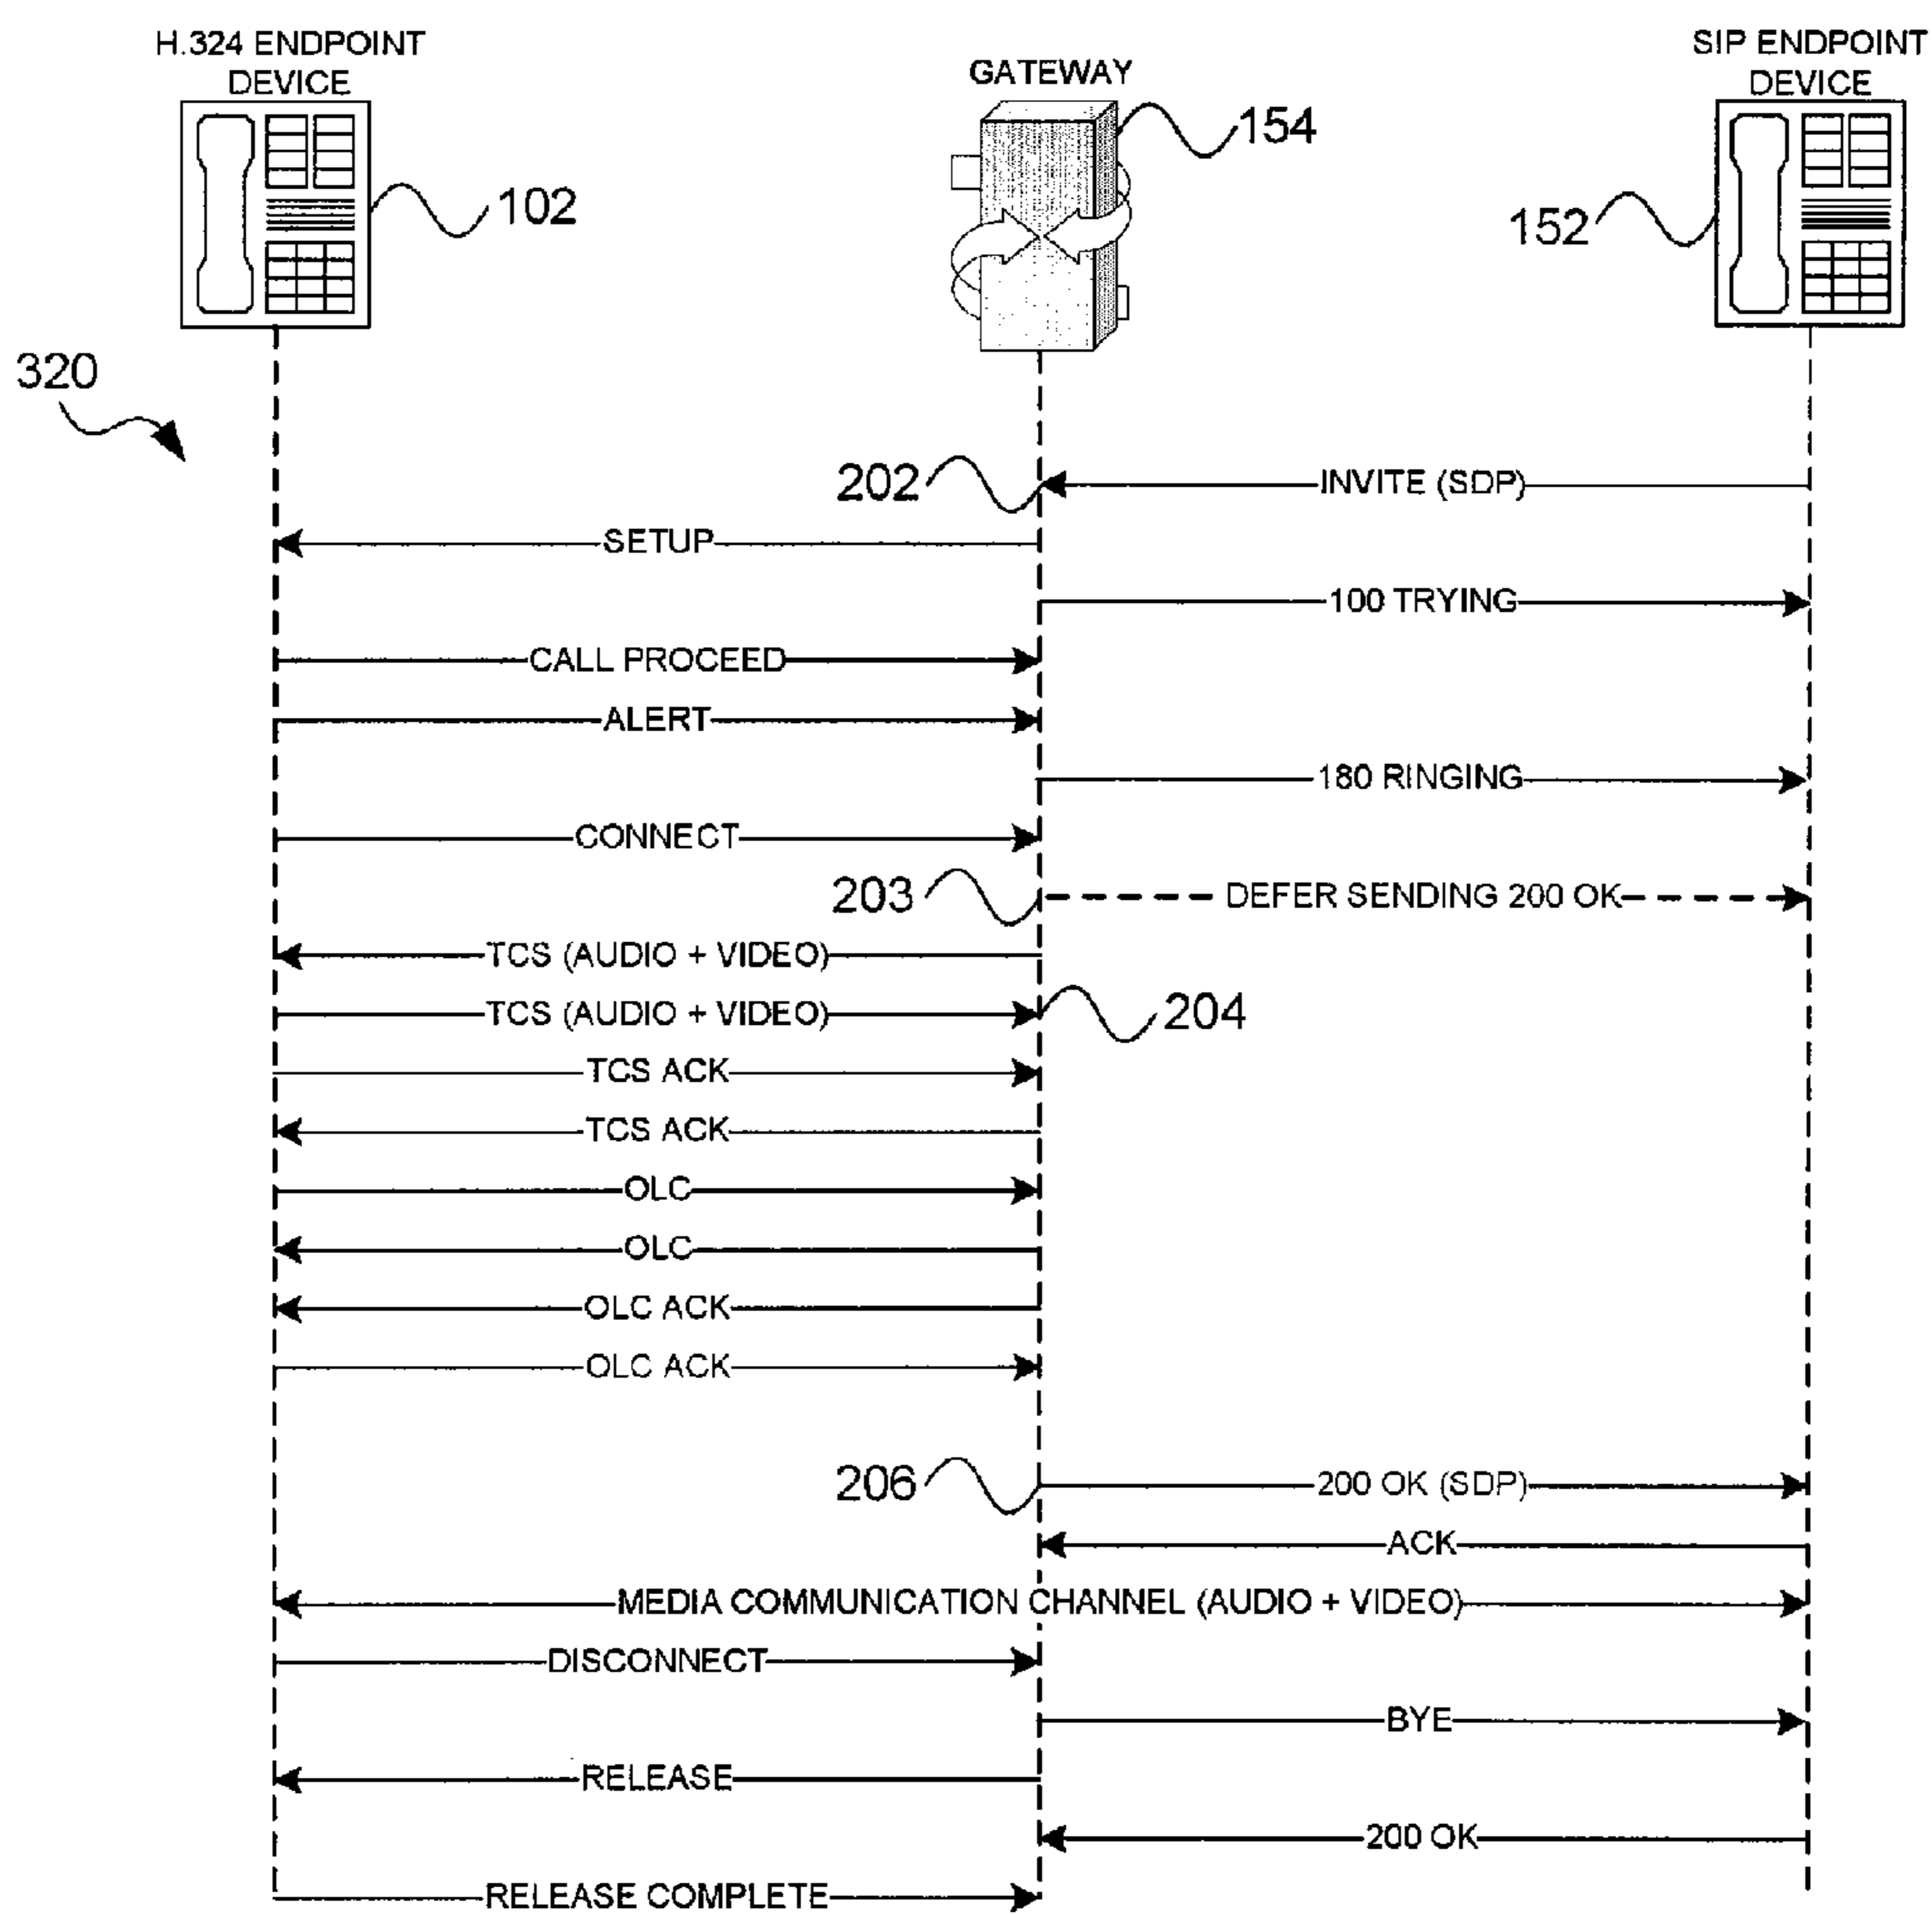 H.324 ENDPOINT
DEVICE
GATEWAY
SIP ENDPOINT
DEVICE
154
102
152
320
202
INVITE (SDP)
SETUP
100 TRYING
CALL PROCEED
ALERT
180 RINGING
CONNECT
203
DEFER SENDING 200 OK
TCS (AUDIO + VIDEO)
TCS (AUDIO + VIDEO)
204
TCS ACK
TCS ACK
OLC
OLC
OLC ACK
OLC ACK
206
200 OK (SDP)
ACK
MEDIA COMMUNICATION CHANNEL (AUDIO + VIDEO)
DISCONNECT
BYE
RELEASE
200 OK
RELEASE COMPLETE